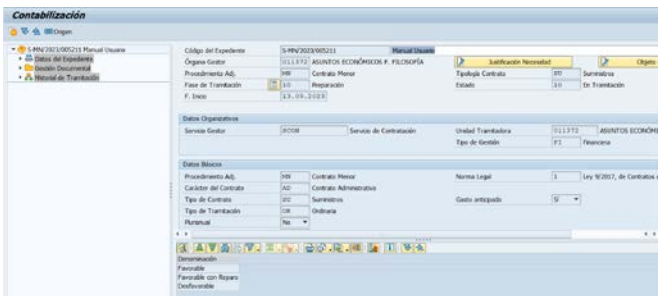 Contabilización
Origen
S-MN/2023/005211 Manual Usuario
Datos del Expediente
Gestión Documental
Historial de Tramitación
Código del Expediente S-MN/2023/005211 Manual Usuario
Órgano Gestor 011372 ASUNTOS ECONÓMICOS F. FILOSOFÍA Justificación Necesidad Objeto
Procedimiento Adj. MN Contrato Menor Tipología Contrato SU Suministros
Fase de Tramitación 10 Preparación Estado 10 En Tramitación
F. Inicio 13.09.2023
Datos Organizativos
Servicio Gestor Servicio de Contratación Unidad Tramitadora 011372 ASUNTOS ECONÓMI
Tipo de Gestión FI Financiera
Datos Básicos
Procedimiento Adj. MN Contrato Menor Norma Legal 1 Ley 9/2017, de Contratos
Carácter del Contrato AD Contrato Administrativo
Tipo de Contrato SU Suministros Gasto anticipado
Tipo de Tramitación OR Ordinaria
Plurianual No
Denominación
Favorable
Favorable con Reparo
Desfavorable